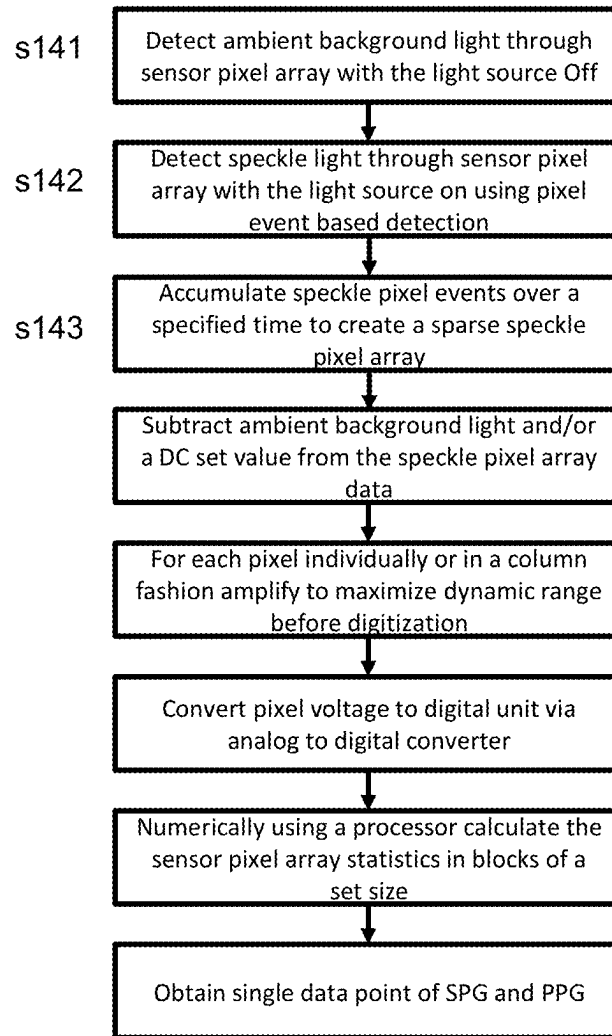 s141
Detect ambient background light through
sensor pixel array with the light source Off
s142
Detect speckle light through sensor pixel
array with the light source on using pixel
event based detection
s143
Accumulate speckle pixel events over a
specified time to create a sparse speckle
pixel array
Subtract ambient background light and/or
a DC set value from the speckle pixel array
data
For each pixel individually or in a column
fashion amplify to maximize dynamic range
before digitization
Convert pixel voltage to digital unit via
analog to digital converter
Numerically using a processor calculate the
sensor pixel array statistics in blocks of a
set size
Obtain single data point of SPG and PPG